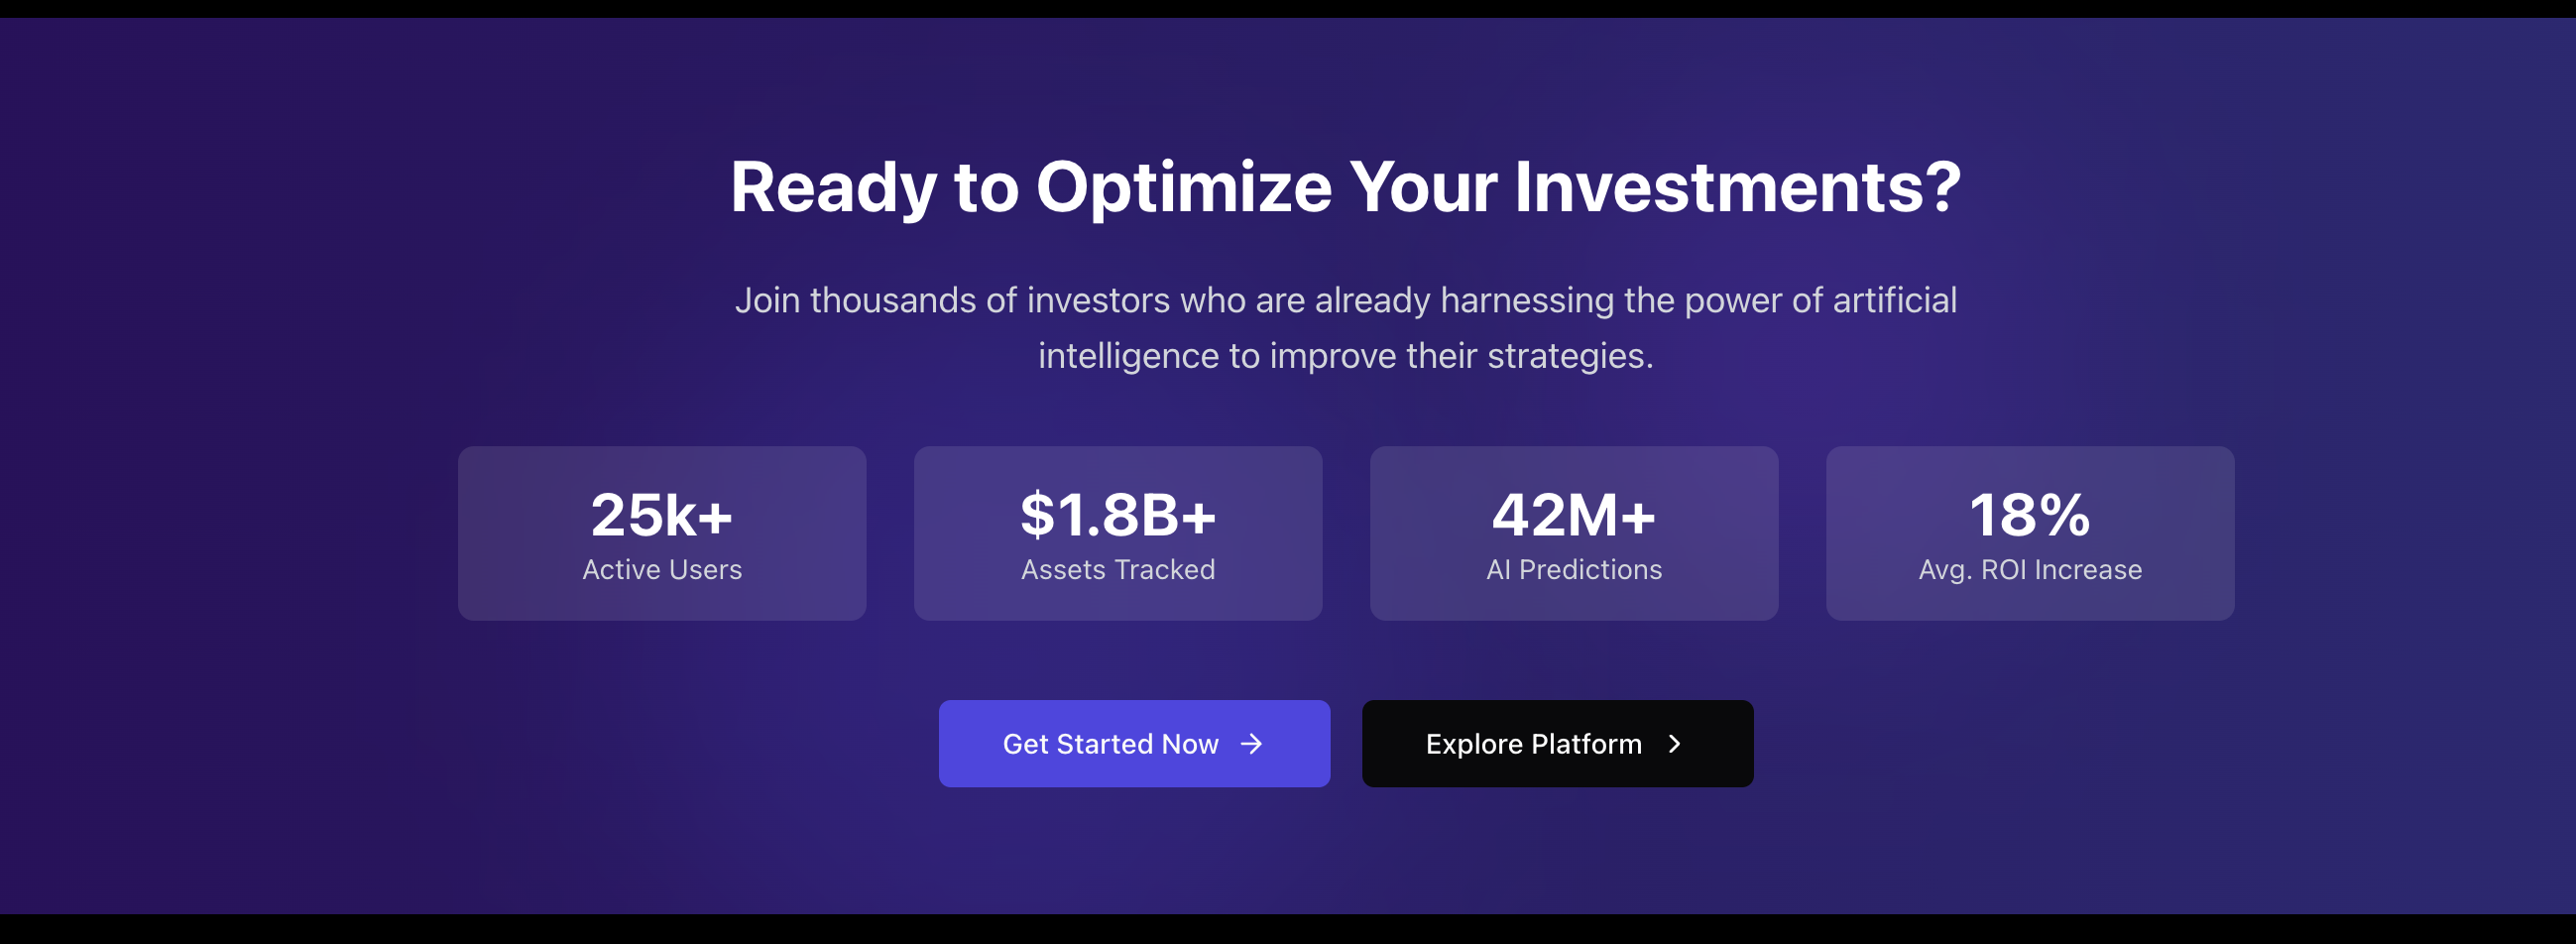 Ready to Optimize Your Investments?
Join thousands of investors who are already harnessing the power of artificial
intelligence to improve their strategies.
25k+
Active Users
$1.8B+
Assets Tracked
42M+
AI Predictions
18%
Avg. ROI Increase
Get Started Now
Explore Platform